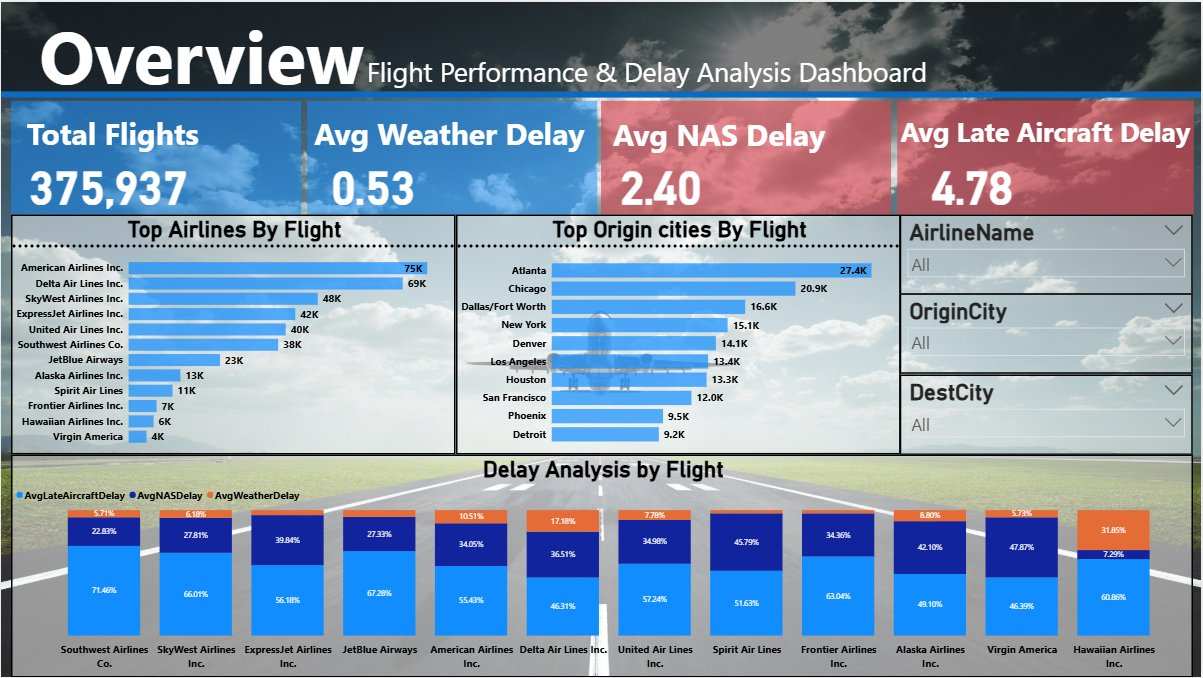 Overview Flight Performance & Delay Analysis Dashboard
Total Flights
375,937
Avg Weather Delay
0.53
Avg NAS Delay
2.40
Avg Late Aircraft Delay
4.78
Top Airlines By Flight
American Airlines Inc. 75K
Delta Air Lines Inc. 69K
SkyWest Airlines Inc. 48K
ExpressJet Airlines Inc. 42K
United Air Lines Inc. 40K
Southwest Airlines Co. 38K
JetBlue Airways 23K
Alaska Airlines Inc. 13K
Spirit Air Lines 11K
Frontier Airlines Inc. 7K
Hawaiian Airlines Inc. 6K
Virgin America 4K
Top Origin cities By Flight
Atlanta 27.4K
Chicago 20.9K
Dallas/Fort Worth 16.6K
New York 15.1K
Denver 14.1K
Los Angeles 13.4K
Houston 13.3K
San Francisco 12.0K
Phoenix 9.5K
Detroit 9.2K
AirlineName
All
OriginCity
All
DestCity
All
Delay Analysis by Flight
AvgLateAircraftDelay AvgNASDelay AvgWeatherDelay
5.71%
22.83%
71.46%
Southwest Airlines
Co.
6.18%
27.81%
66.01%
SkyWest Airlines
Inc.
39.84%
56.18%
ExpressJet Airlines
Inc.
27.33%
67.28%
JetBlue Airways
10.51%
34.05%
55.43%
American Airlines
Inc.
17.18%
36.51%
46.31%
Delta Air Lines Inc.
7.78%
34.98%
57.24%
United Air Lines
Inc.
45.79%
51.63%
Spirit Air Lines
34.36%
63.04%
Frontier Airlines
Inc.
8.80%
42.10%
49.10%
Alaska Airlines
Inc.
5.73%
47.87%
46.39%
Virgin America
31.85%
7.29%
60.86%
Hawaiian Airlines
Inc.